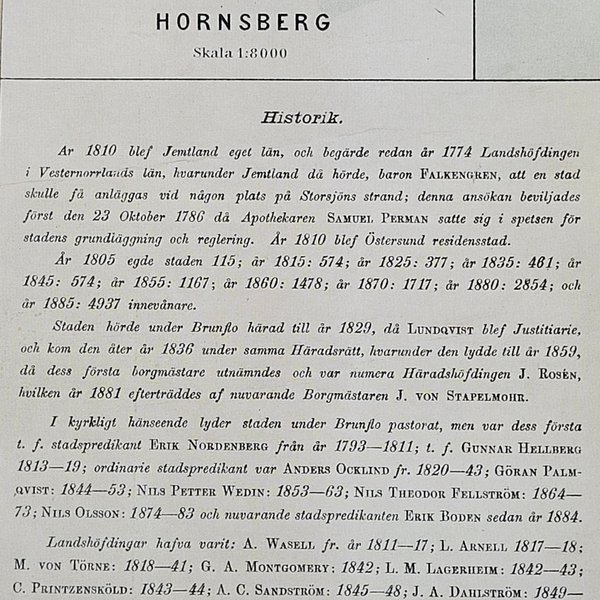 HORNSBERG
Skala 1:8000
Historik.
Ar 1810 blef Jemtland eget län, och begärde redan år 1774 Landshöfdingen
i Vesternorrlands län, hvarunder Jemtland då hörde, baron FALKENGREN, att en stad
skulle få anläggas vid någon plats på Storsjöns strand; denna ansökan beviljades
först den 23 Oktober 1786 då Apothekaren SAMUEL PERMAN satte sig i spetsen för
stadens grundläggning och reglering. År 1810 blef Östersund residensstad.
År 1805 egde staden 115; år 1815: 574; år 1825: 377; år 1835: 461; år
1845: 574; år 1855: 1167; år 1860: 1478; år 1870: 1717; år 1880: 2854; och
år 1885: 4937 innevånare.
Staden hörde under Brunflo härad till år 1829, då LUNDQVIST blef Justitiarie,
och kom den åter år 1836 under samma Häradsrätt, hvarunder den lydde till år 1859,
då dess första borgmästare utnämndes och var numera Häradshöfdingen J. ROSÉN,
hvilken år 1881 efterträddes af nuvarande Borgmästaren J. VON STAPELMOHR.
I kyrkligt hänseende lyder staden under Brunflo pastorat, men var dess första
t. f. stadspredikant ERIK NORDENBERG från år 1793—1811; t. f. GUNNAR HELLBERG
1813—19; ordinarie stadspredikant var ANDERS OCKLIND fr. 1820—43; GÖRAN PALM-
QVIST: 1844—53; NILS PETTER WEDIN: 1853—63; NILS THEODOR FELLSTRÖM: 1864—
73; NILS OLSSON: 1874—83 och nuvarande stadspredikanten ERIK BODEN sedan år 1884.
Landshöfdingar hafva varit: A. WASELL fr. år 1811—17; L. ARNELL 1817—18;
M. VON TÖRNE: 1818—41; G. A. MONTGOMERY: 1842; L. M. LAGERHEIM: 1842—43;
C. PRINTZENSKÖLD: 1843—44; A. C. SANDSTRÖM: 1845—48; J. A. DAHLSTRÖM: 1849—